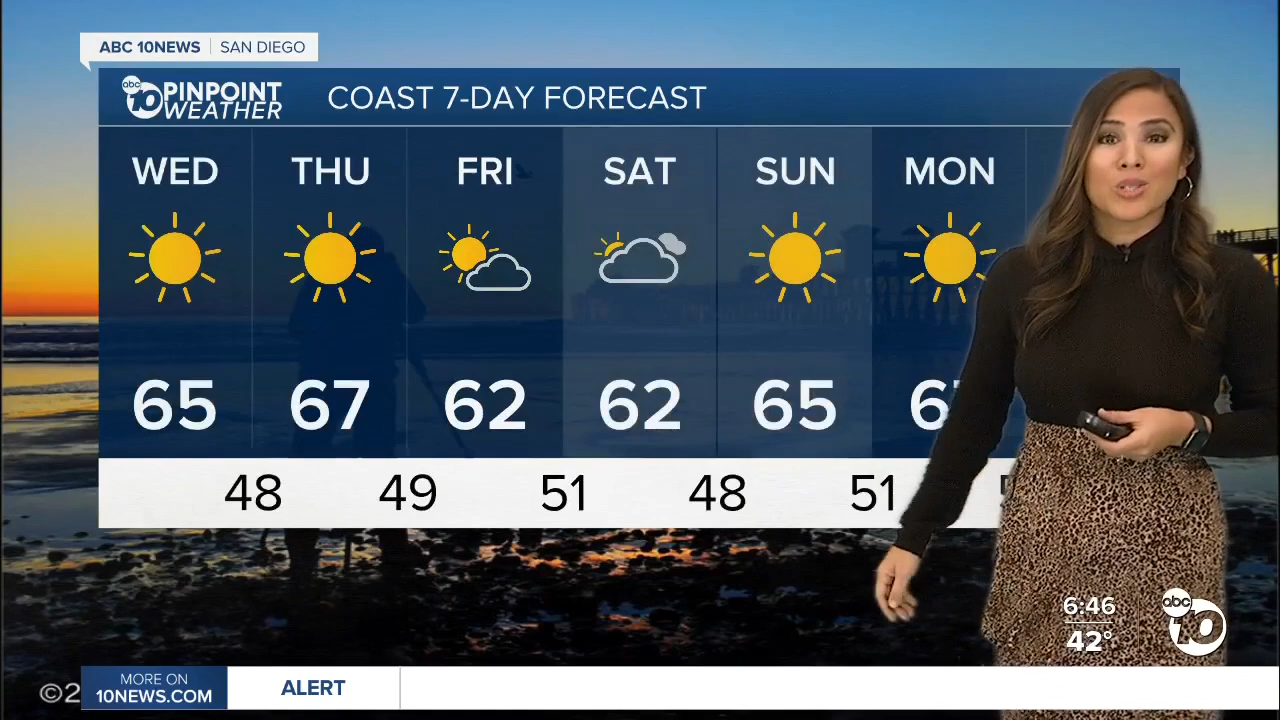 ABC 10NEWS | SAN DIEGO
abc 10 PINPOINT WEATHER
COAST 7-DAY FORECAST
WED THU FRI SAT SUN MON
65 67 62 62 65
48 49 51 48 51
6:46
42°
abc 10
MORE ON
10NEWS.COM
ALERT
©2